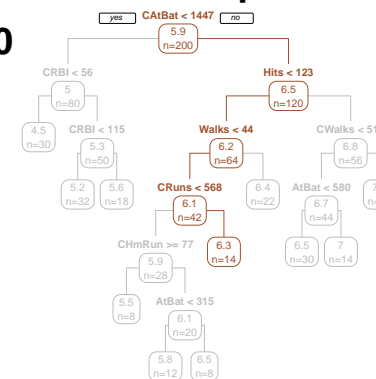 yes CAtBat < 1447 no
0
5.9
n=200
CRBI < 56 Hits < 123
5 6.5
n=80 n=120
CRBI < 115 Walks < 44 CWalks < 51
4.5 5.3 6.2 6.8
n=30 n=50 n=64 n=56
CRuns < 568 AtBat < 580
5.2 5.6 6.1 6.4 6.7 7
n=32 n=18 n=42 n=22 n=44
CHmRun >= 77
5.9 6.3 6.5 7
n=28 n=14 n=30 n=14
AtBat < 315
5.5 6.1
n=8 n=20
5.8 6.5
n=12 n=8